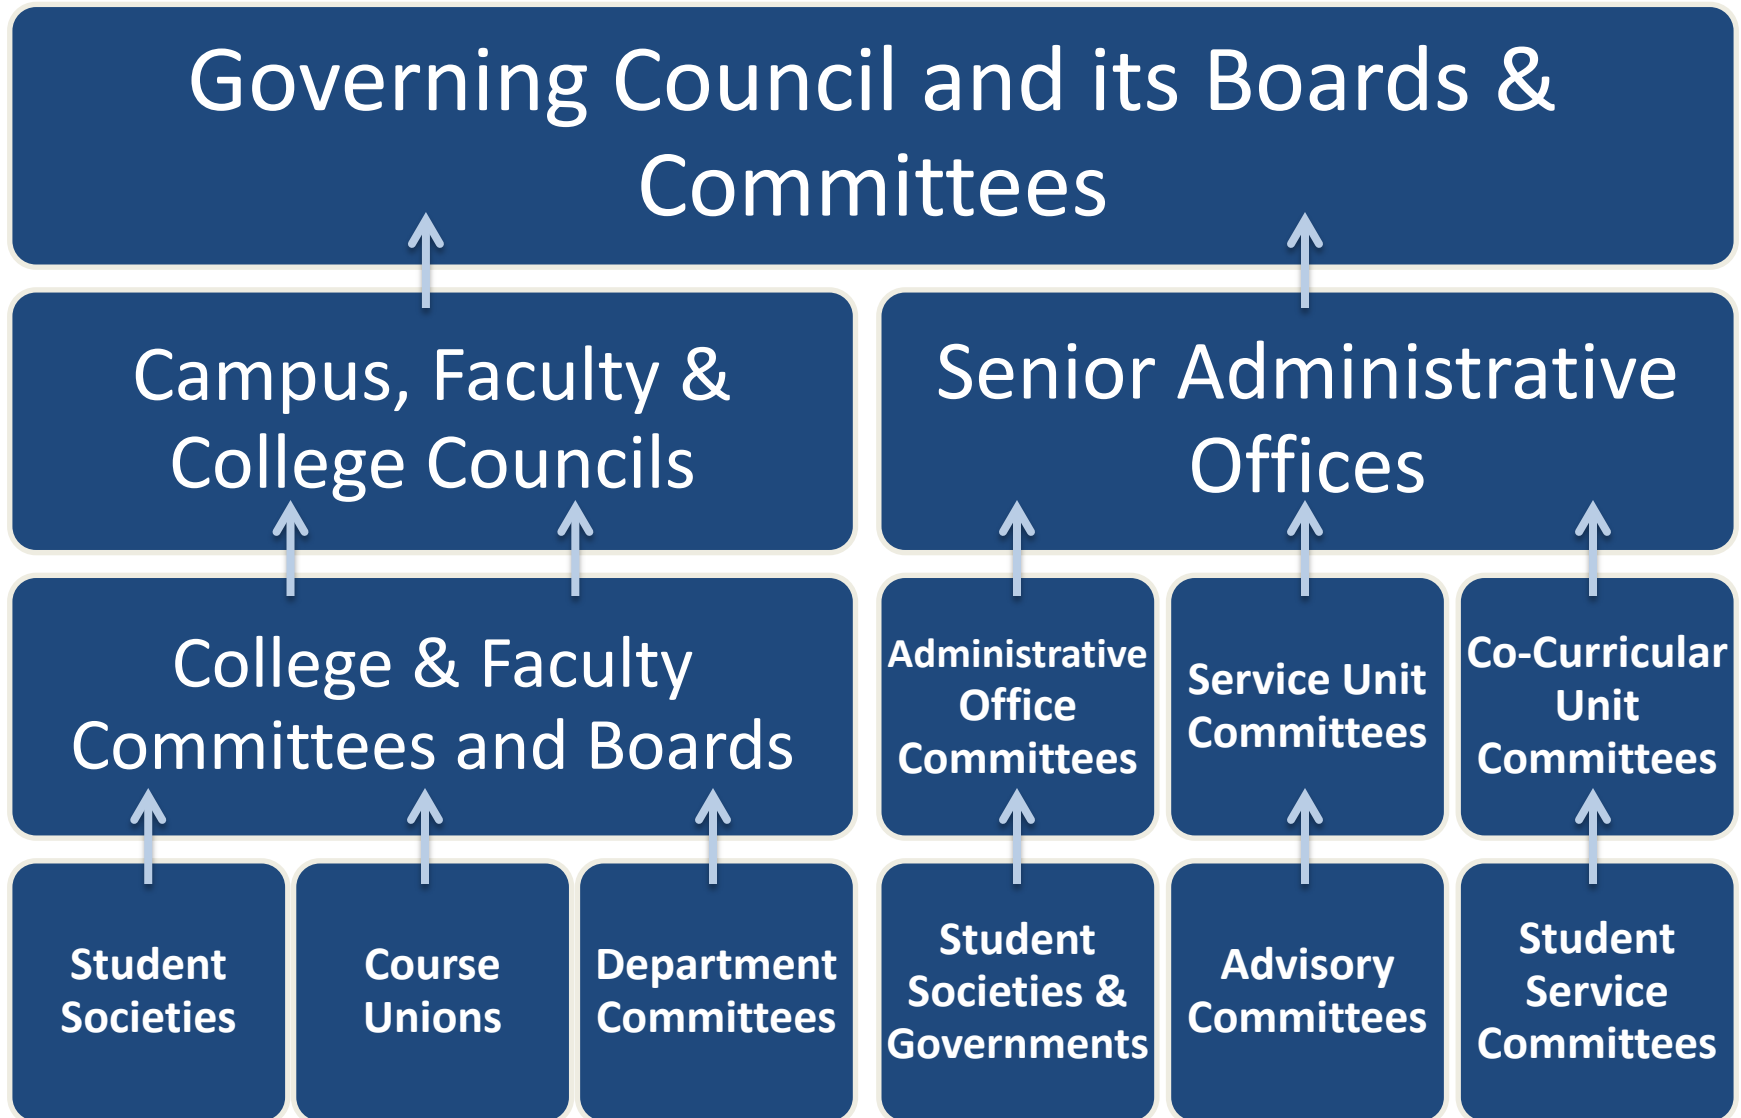 Governing Council and its Boards &
Committees
Campus, Faculty &
College Councils
Senior Administrative
Offices
College & Faculty
Committees and Boards
Administrative
Office
Committees
Service Unit
Committees
Co-Curricular
Unit
Committees
Student
Societies
Course
Unions
Department
Committees
Student
Societies &
Governments
Advisory
Committees
Student
Service
Committees